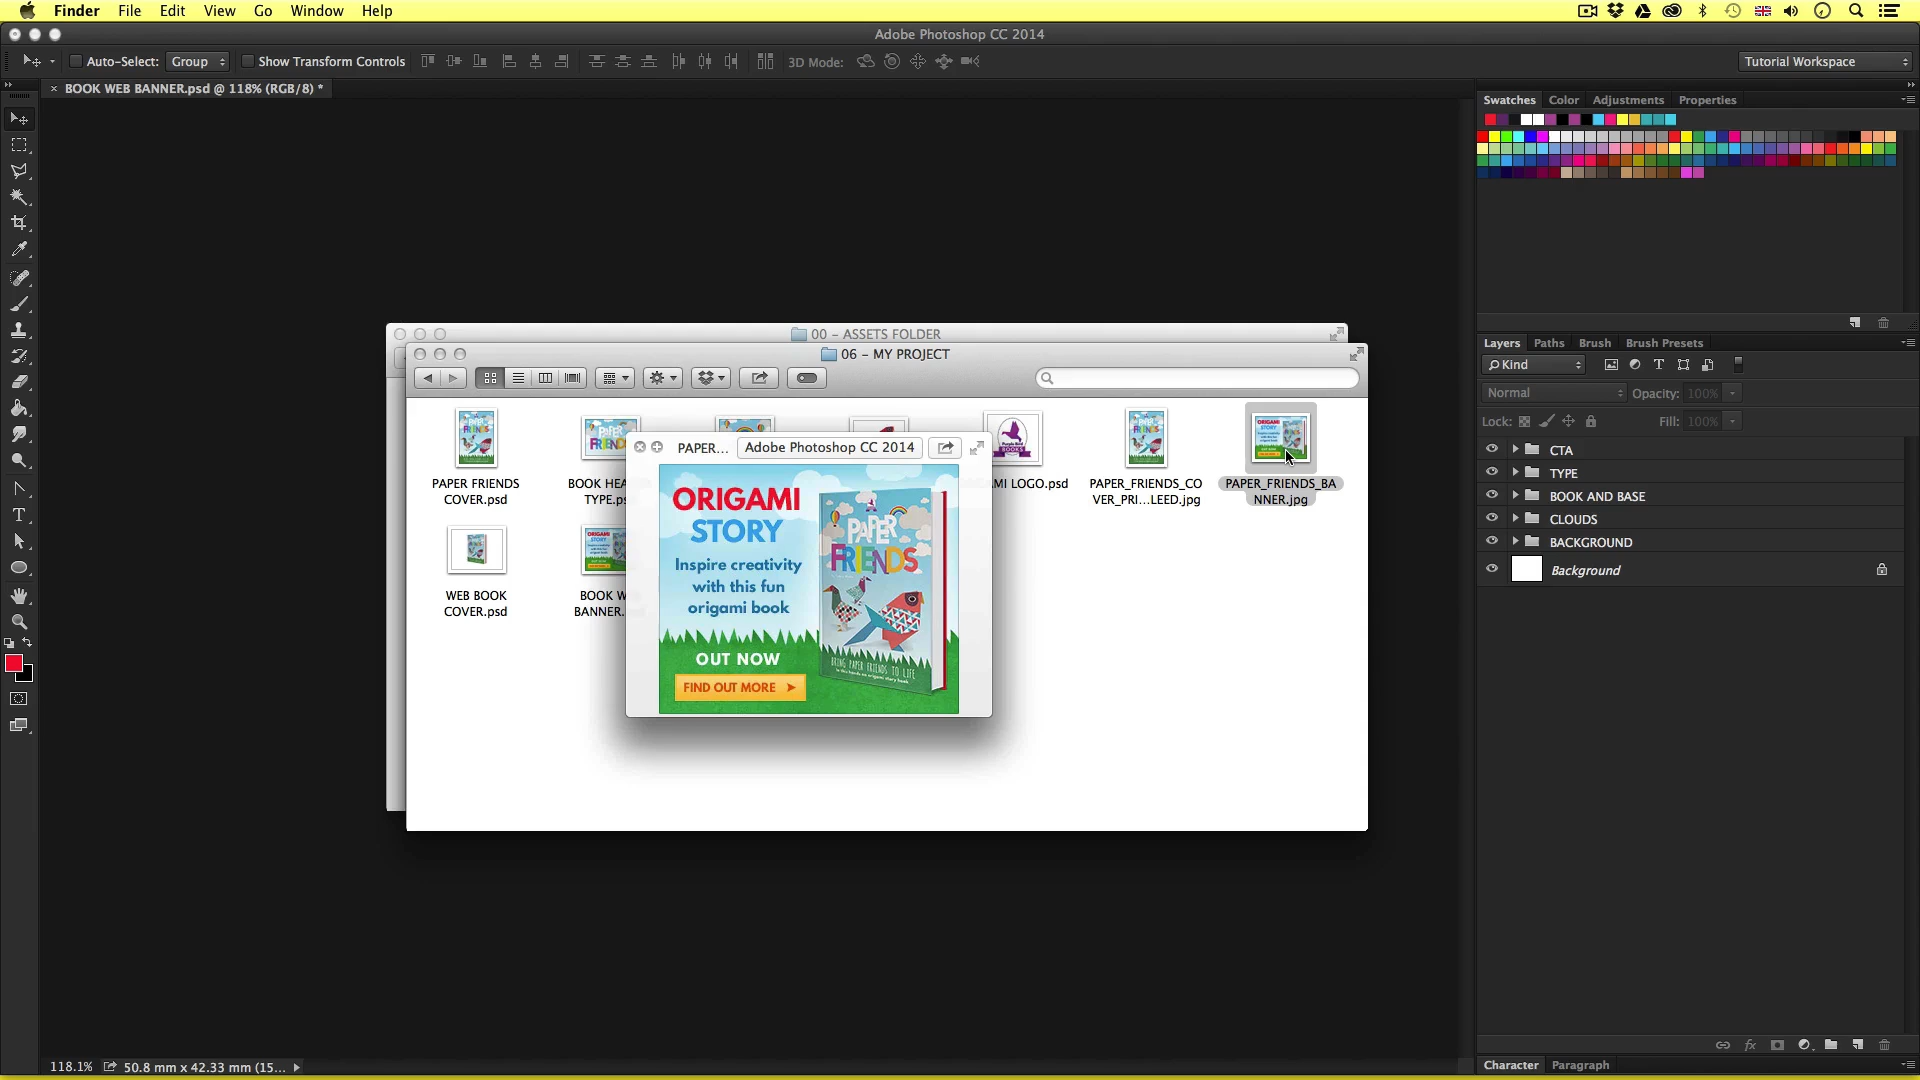 Finder File Edit View Go Window Help
Adobe Photoshop CC 2014
Auto-Select: Group Show Transform Controls 3D Mode: Tutorial Workspace
× BOOK WEB BANNER.psd @ 118% (RGB/8) *
Swatches Color Adjustments Properties
00 – ASSETS FOLDER
06 – MY PROJECT
Layers Paths Brush Brush Presets
Kind
Normal Opacity: 100%
Lock: Fill: 100%
CTA
TYPE
BOOK AND BASE
CLOUDS
BACKGROUND
Background
PAPER... Adobe Photoshop CC 2014
PAPER FRIENDS
COVER.psd
BOOK HEA
TYPE.ps
MI LOGO.psd
PAPER_FRIENDS_CO
VER_PRI...LEED.jpg
PAPER_FRIENDS_BA
NNER.jpg
WEB BOOK
COVER.psd
BOOK W
BANNER.
ORIGAMI
STORY
Inspire creativity
with this fun
origami book
OUT NOW
FIND OUT MORE
PAPER
FRIENDS
BRING PAPER FRIENDS TO LIFE
118.1% 50.8 mm x 42.33 mm (15...
Character Paragraph